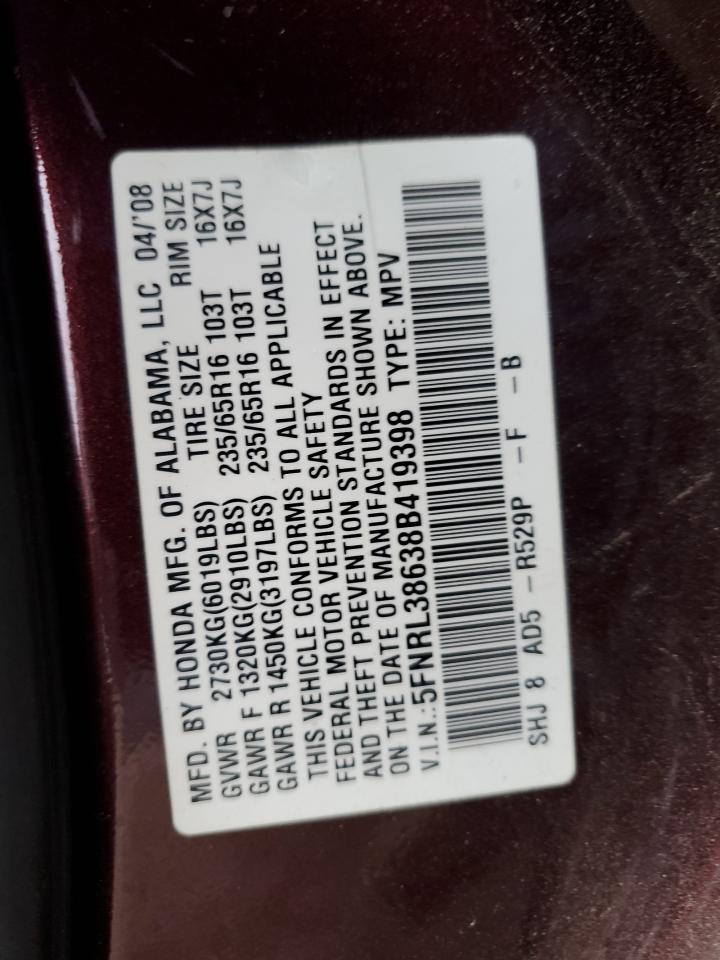 MFD. BY HONDA MFG. OF ALABAMA, LLC 04/'08
GVWR 2730KG(6019LBS) TIRE SIZE RIM SIZE
GAWR F 1320KG(2910LBS) 235/65R16 103T 16X7J
GAWR R 1450KG(3197LBS) 235/65R16 103T 16X7J
THIS VEHICLE CONFORMS TO ALL APPLICABLE
FEDERAL MOTOR VEHICLE SAFETY
AND THEFT PREVENTION STANDARDS IN EFFECT
ON THE DATE OF MANUFACTURE SHOWN ABOVE.
V.I.N.:5FNRL38638B419398 TYPE: MPV
SHJ 8 AD5 -R529P -F -B